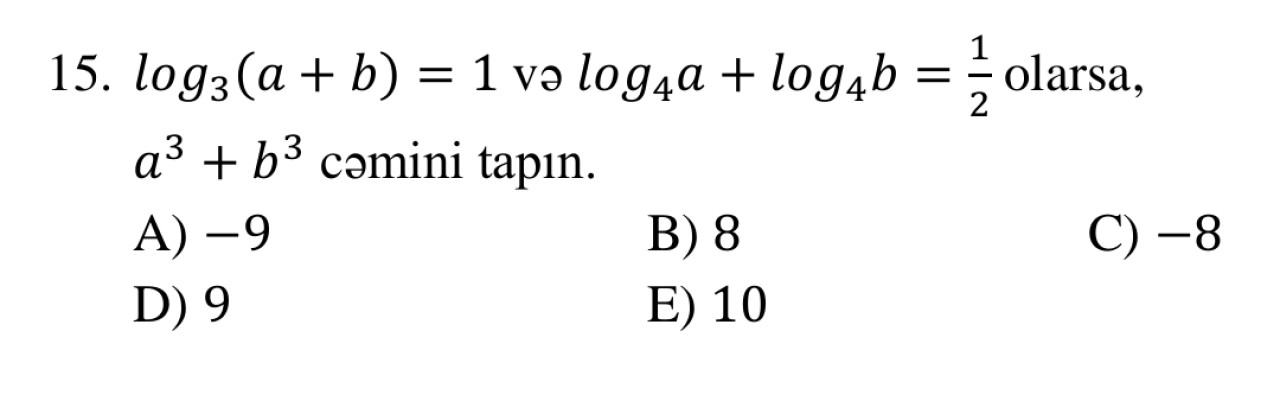 15. log₃(a + b) = 1 və log₄a + log₄b = 1/2 olarsa,
a³ + b³ cəmini tapın.
A) −9 B) 8 C) −8
D) 9 E) 10